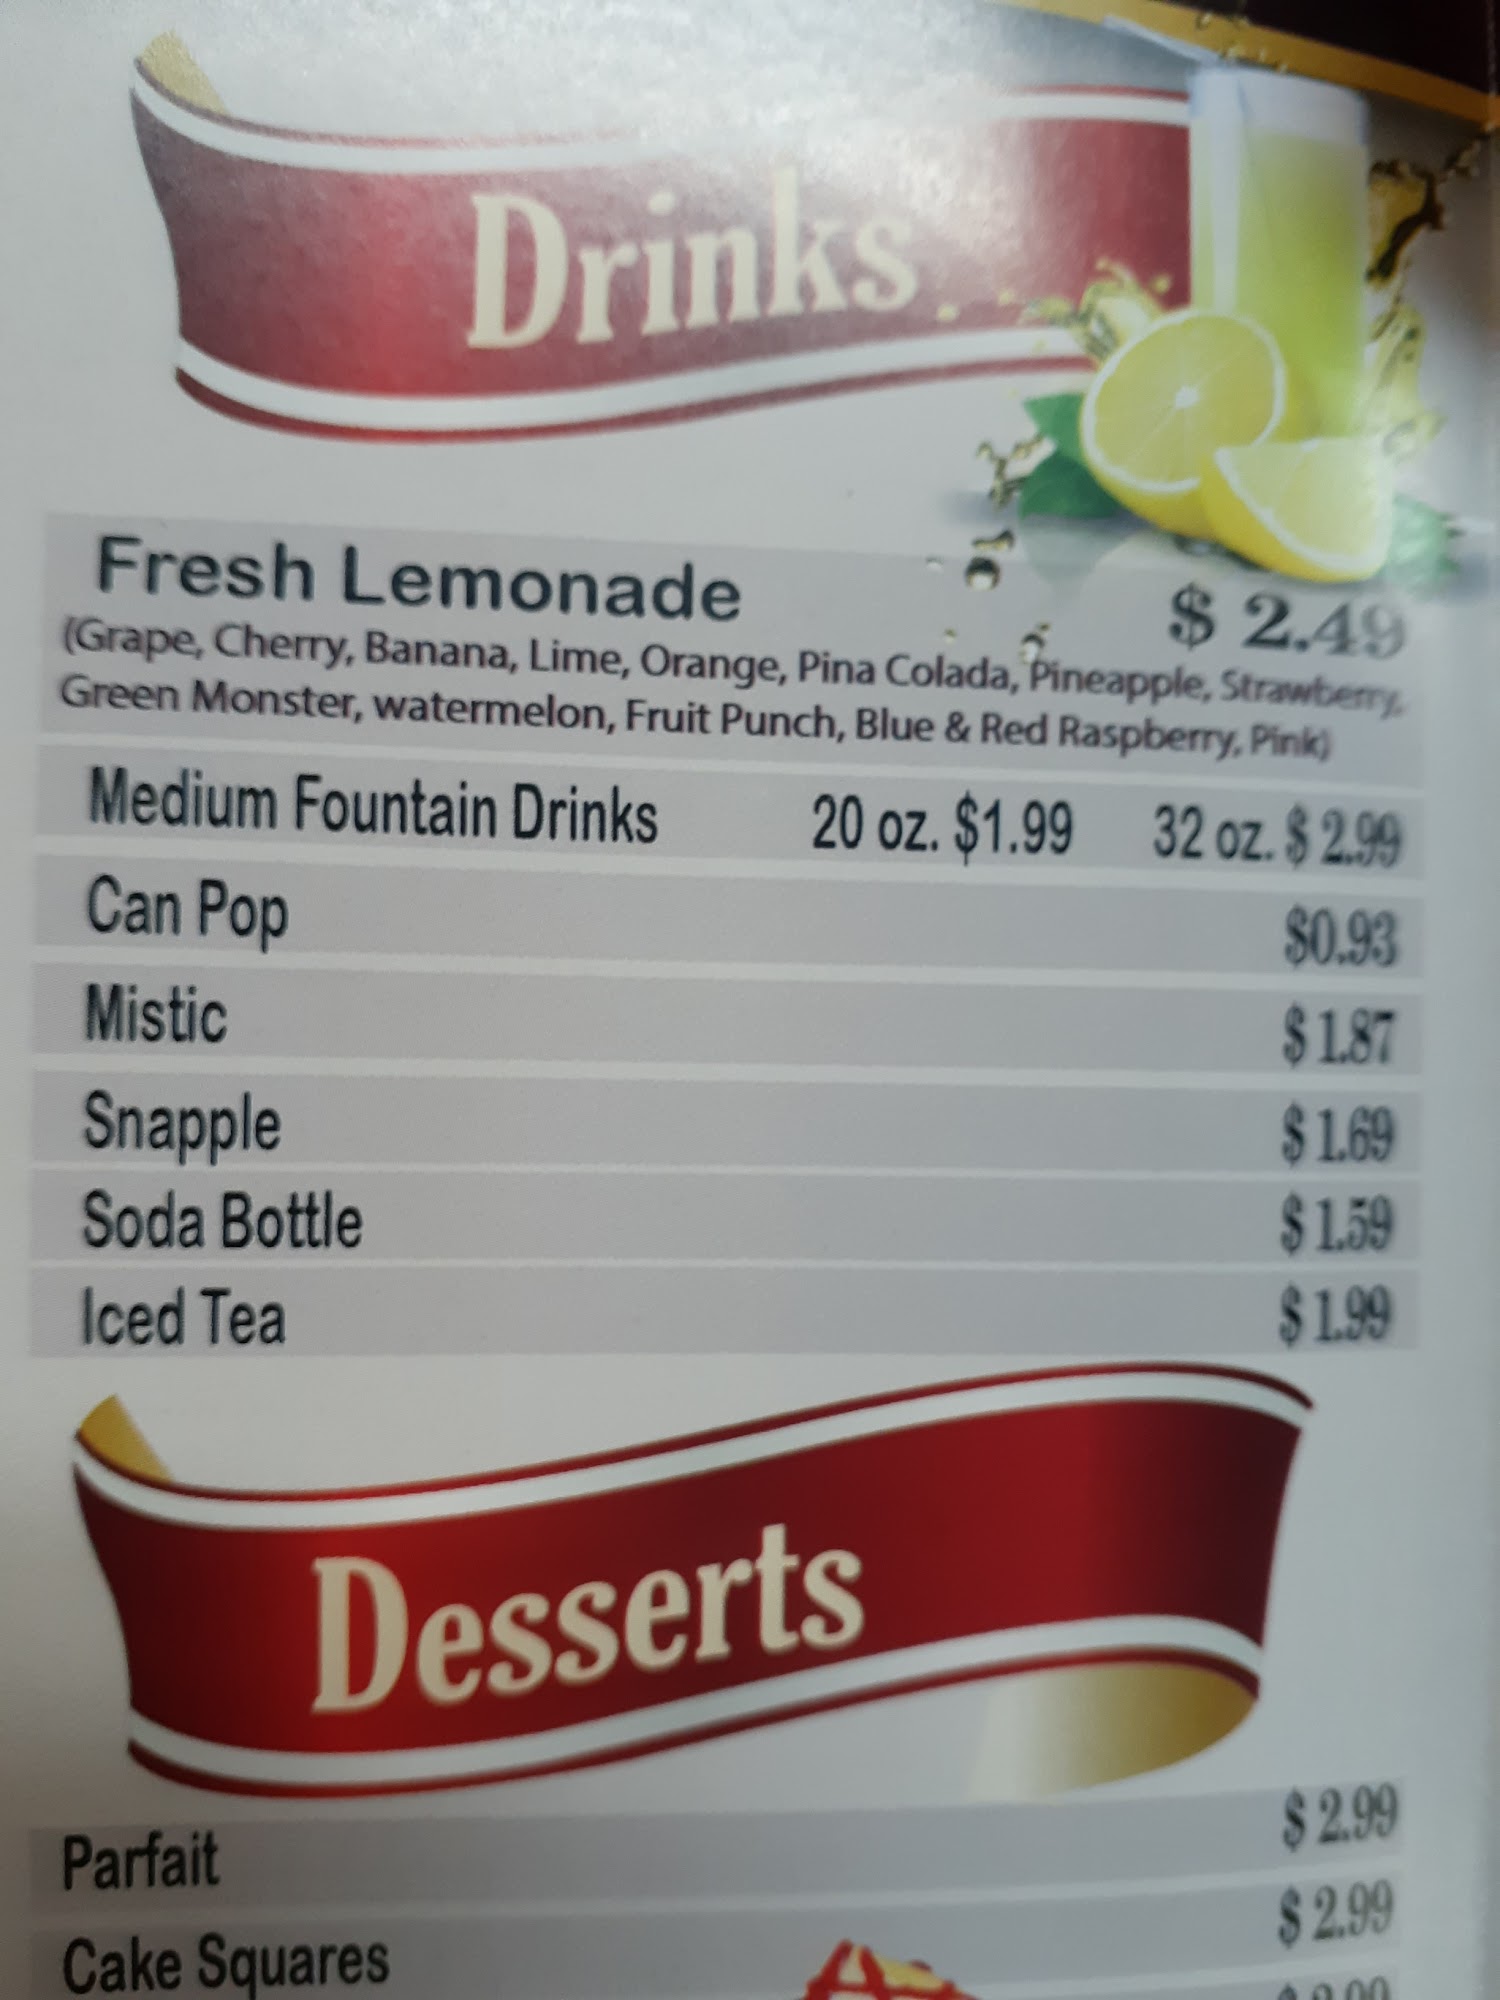 Drinks
Fresh Lemonade $ 2.49
(Grape, Cherry, Banana, Lime, Orange, Pina Colada, Pineapple, Strawberry,
Green Monster, watermelon, Fruit Punch, Blue & Red Raspberry, Pink)
Medium Fountain Drinks 20 oz. $1.99 32 oz. $ 2.99
Can Pop $0.93
Mistic $ 1.87
Snapple $ 1.69
Soda Bottle $ 1.59
Iced Tea $ 1.99
Desserts
Parfait $ 2.99
Cake Squares $ 2.99